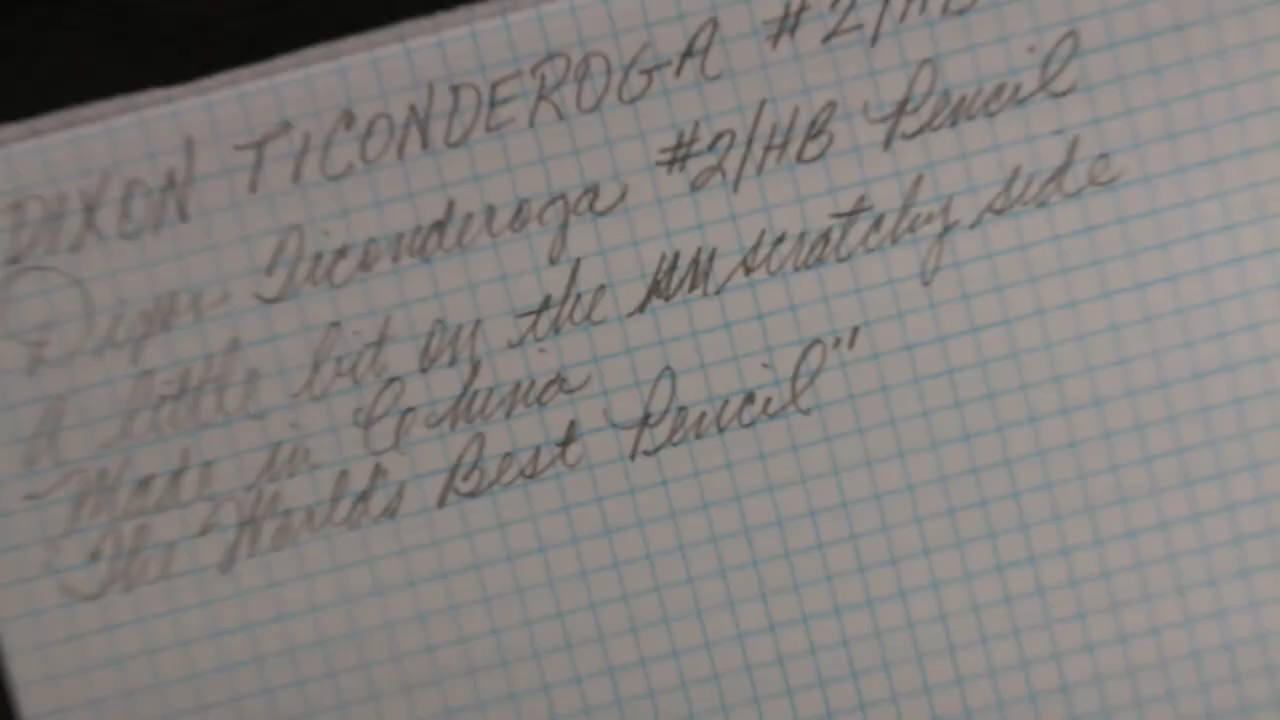 DIXON TICONDEROGA #2/HB
Dixon Ticonderoga #2/HB Pencil
A little bit on the scratchy side
Made in China
"The World's Best Pencil"